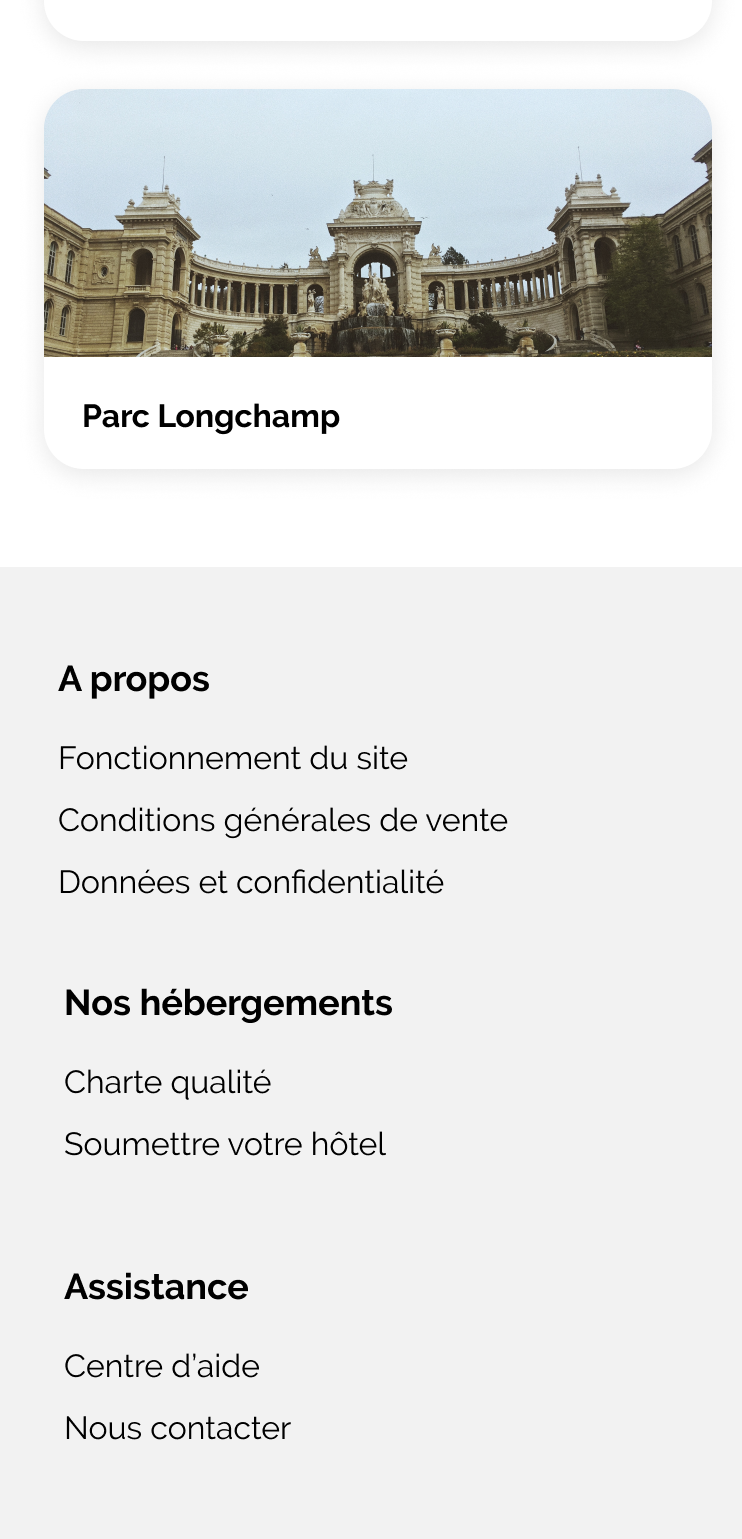 Parc Longchamp
A propos
Fonctionnement du site
Conditions générales de vente
Données et confidentialité
Nos hébergements
Charte qualité
Soumettre votre hôtel
Assistance
Centre d’aide
Nous contacter